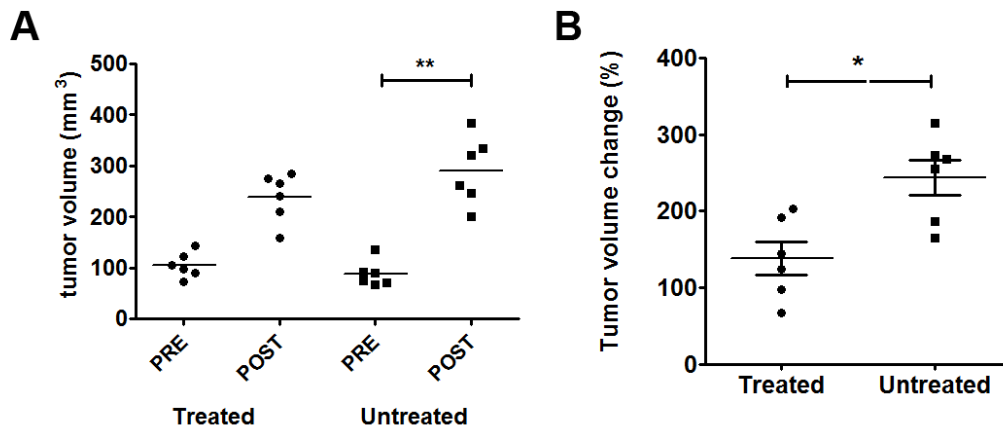 A
tumor volume (mm³)
500
400
300
200
100
0
**
PRE
POST
PRE
POST
Treated
Untreated
B
Tumor volume change (%)
400
300
200
100
0
*
Treated
Untreated